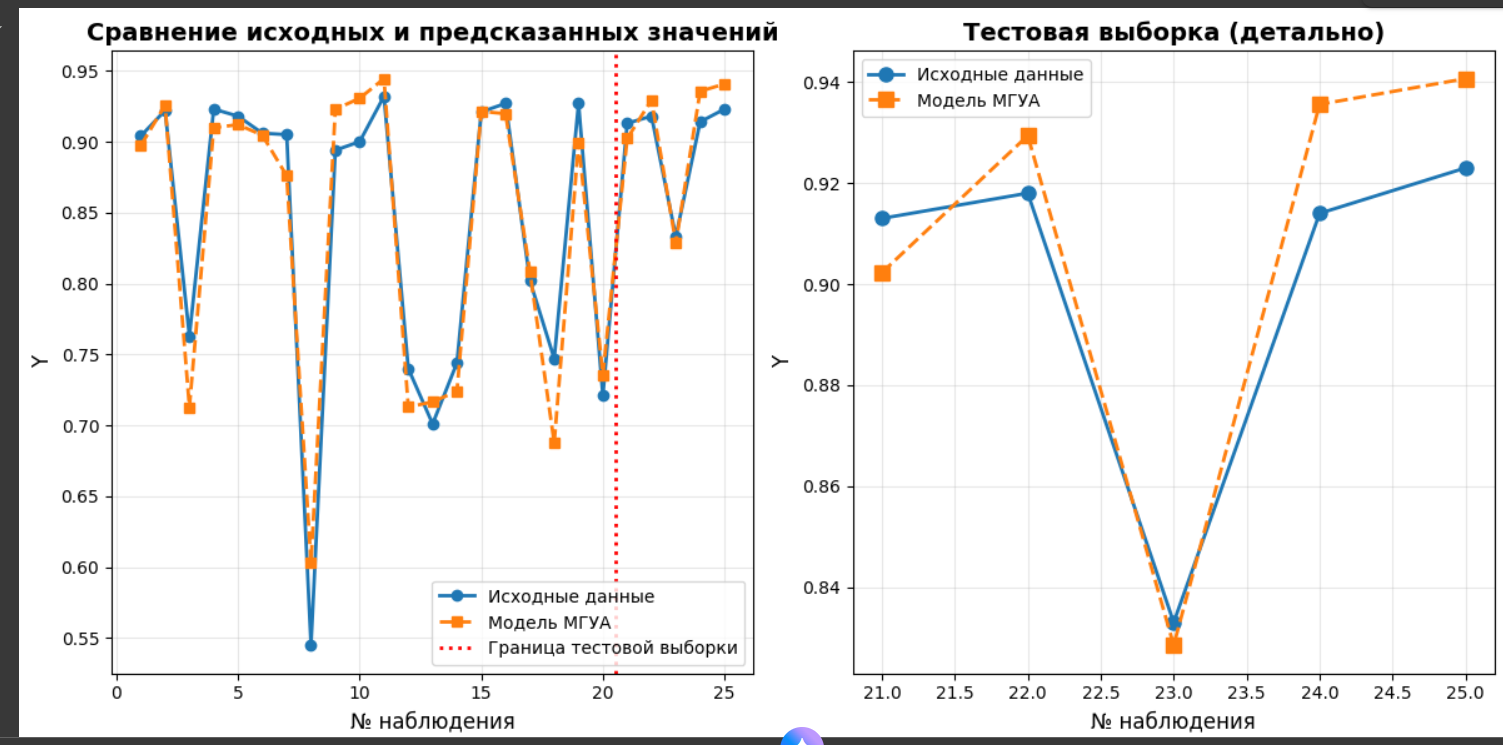 Сравнение исходных и предсказанных значений
0.95
0.90
0.85
0.80
0.75
0.70
0.65
0.60
0.55
Y
Исходные данные
Модель МГУА
Граница тестовой выборки
0 5 10 15 20 25
№ наблюдения
Тестовая выборка (детально)
Исходные данные
Модель МГУА
0.94
0.92
0.90
0.88
0.86
0.84
Y
21.0 21.5 22.0 22.5 23.0 23.5 24.0 24.5 25.0
№ наблюдения